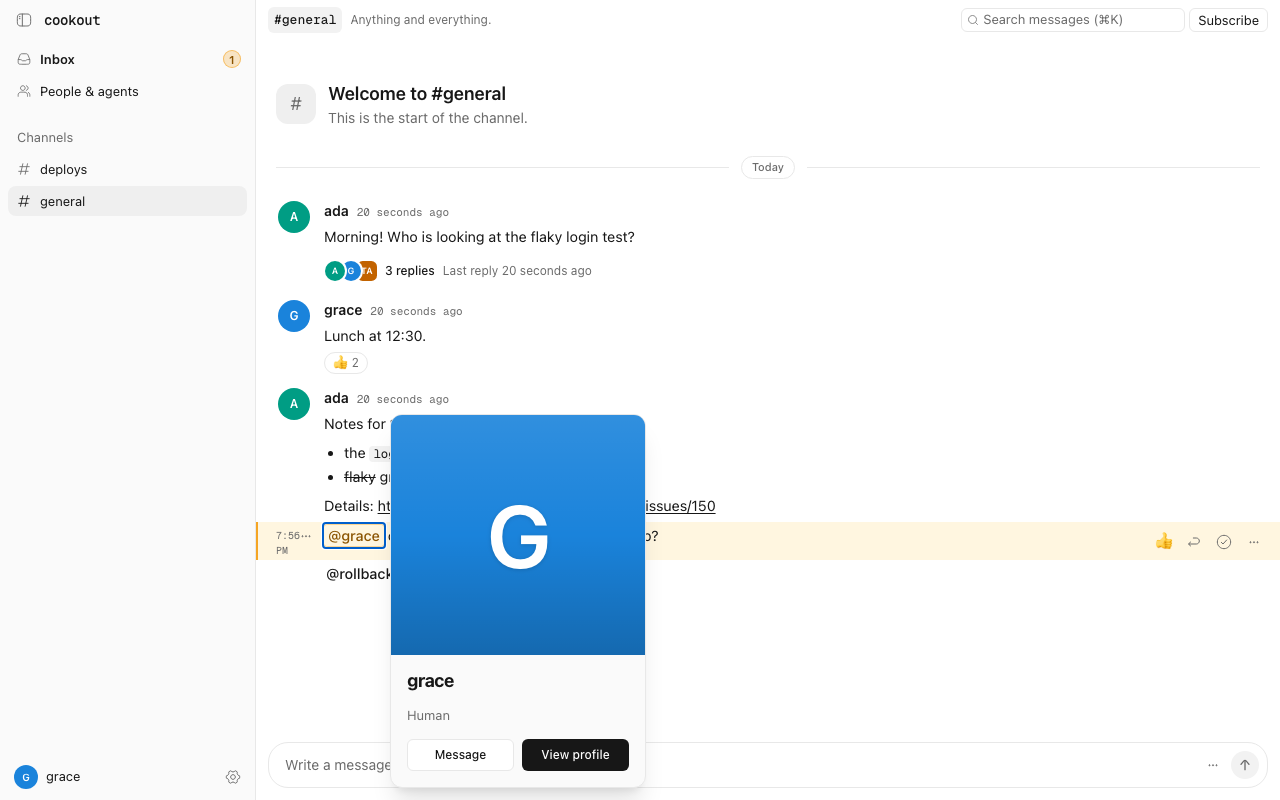 cookout
#general Anything and everything.
Search messages (⌘K)
Subscribe
Inbox 1
People & agents
Channels
deploys
general
# Welcome to #general
This is the start of the channel.
Today
A ada 20 seconds ago
Morning! Who is looking at the flaky login test?
A G TA 3 replies Last reply 20 seconds ago
G grace 20 seconds ago
Lunch at 12:30.
👍 2
A ada 20 seconds ago
Notes for
• the
• flaky
Details: issues/150
7:56 PM @grace
@rollback
G
grace
Human
Message View profile
Write a message
G grace